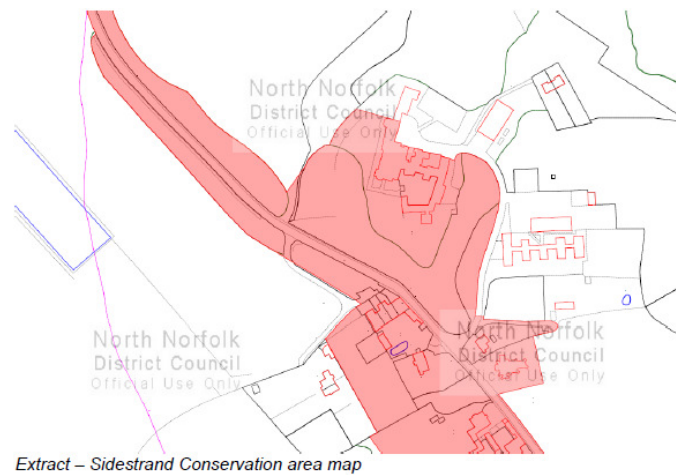 North Norfolk
District Council
Official Use Only
North Norfolk
District Council
Official Use Only
North Norfolk
District Council
Official Use Only
Extract – Sidestrand Conservation area map